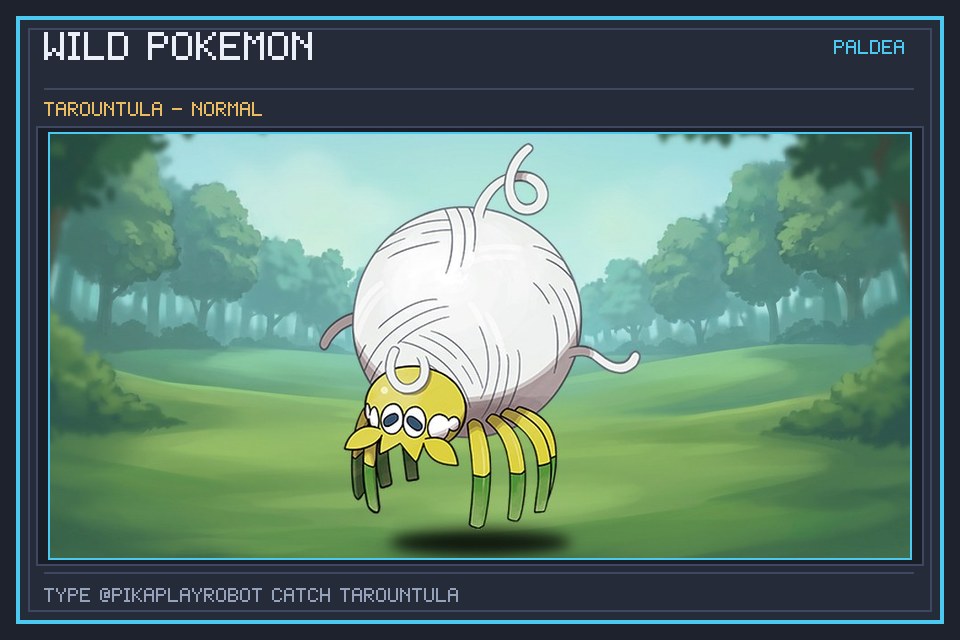 WILD POKEMON
PALDEA
TAROUNTULA - NORMAL
TYPE @PIKAPLAYROBOT CATCH TAROUNTULA